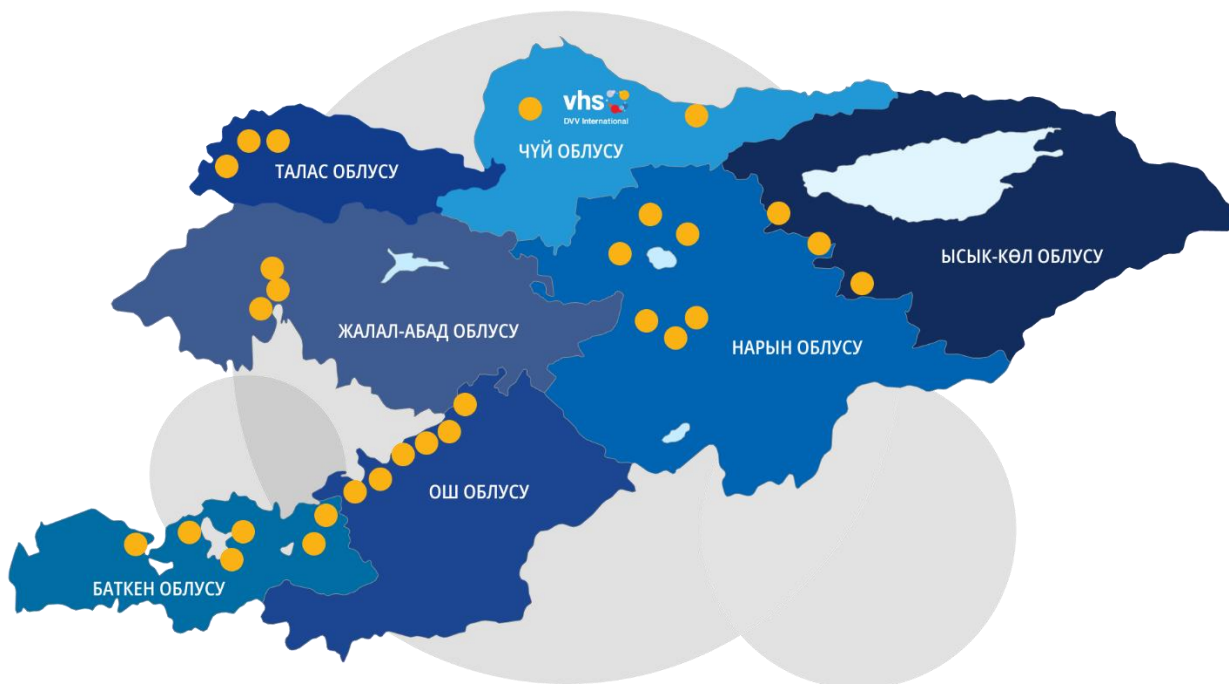 vhs
DVV International
ЧҮЙ ОБЛУСУ
ТАЛАС ОБЛУСУ
ЫСЫК-КӨЛ ОБЛУСУ
ЖАЛАЛ-АБАД ОБЛУСУ
НАРЫН ОБЛУСУ
ОШ ОБЛУСУ
БАТКЕН ОБЛУСУ